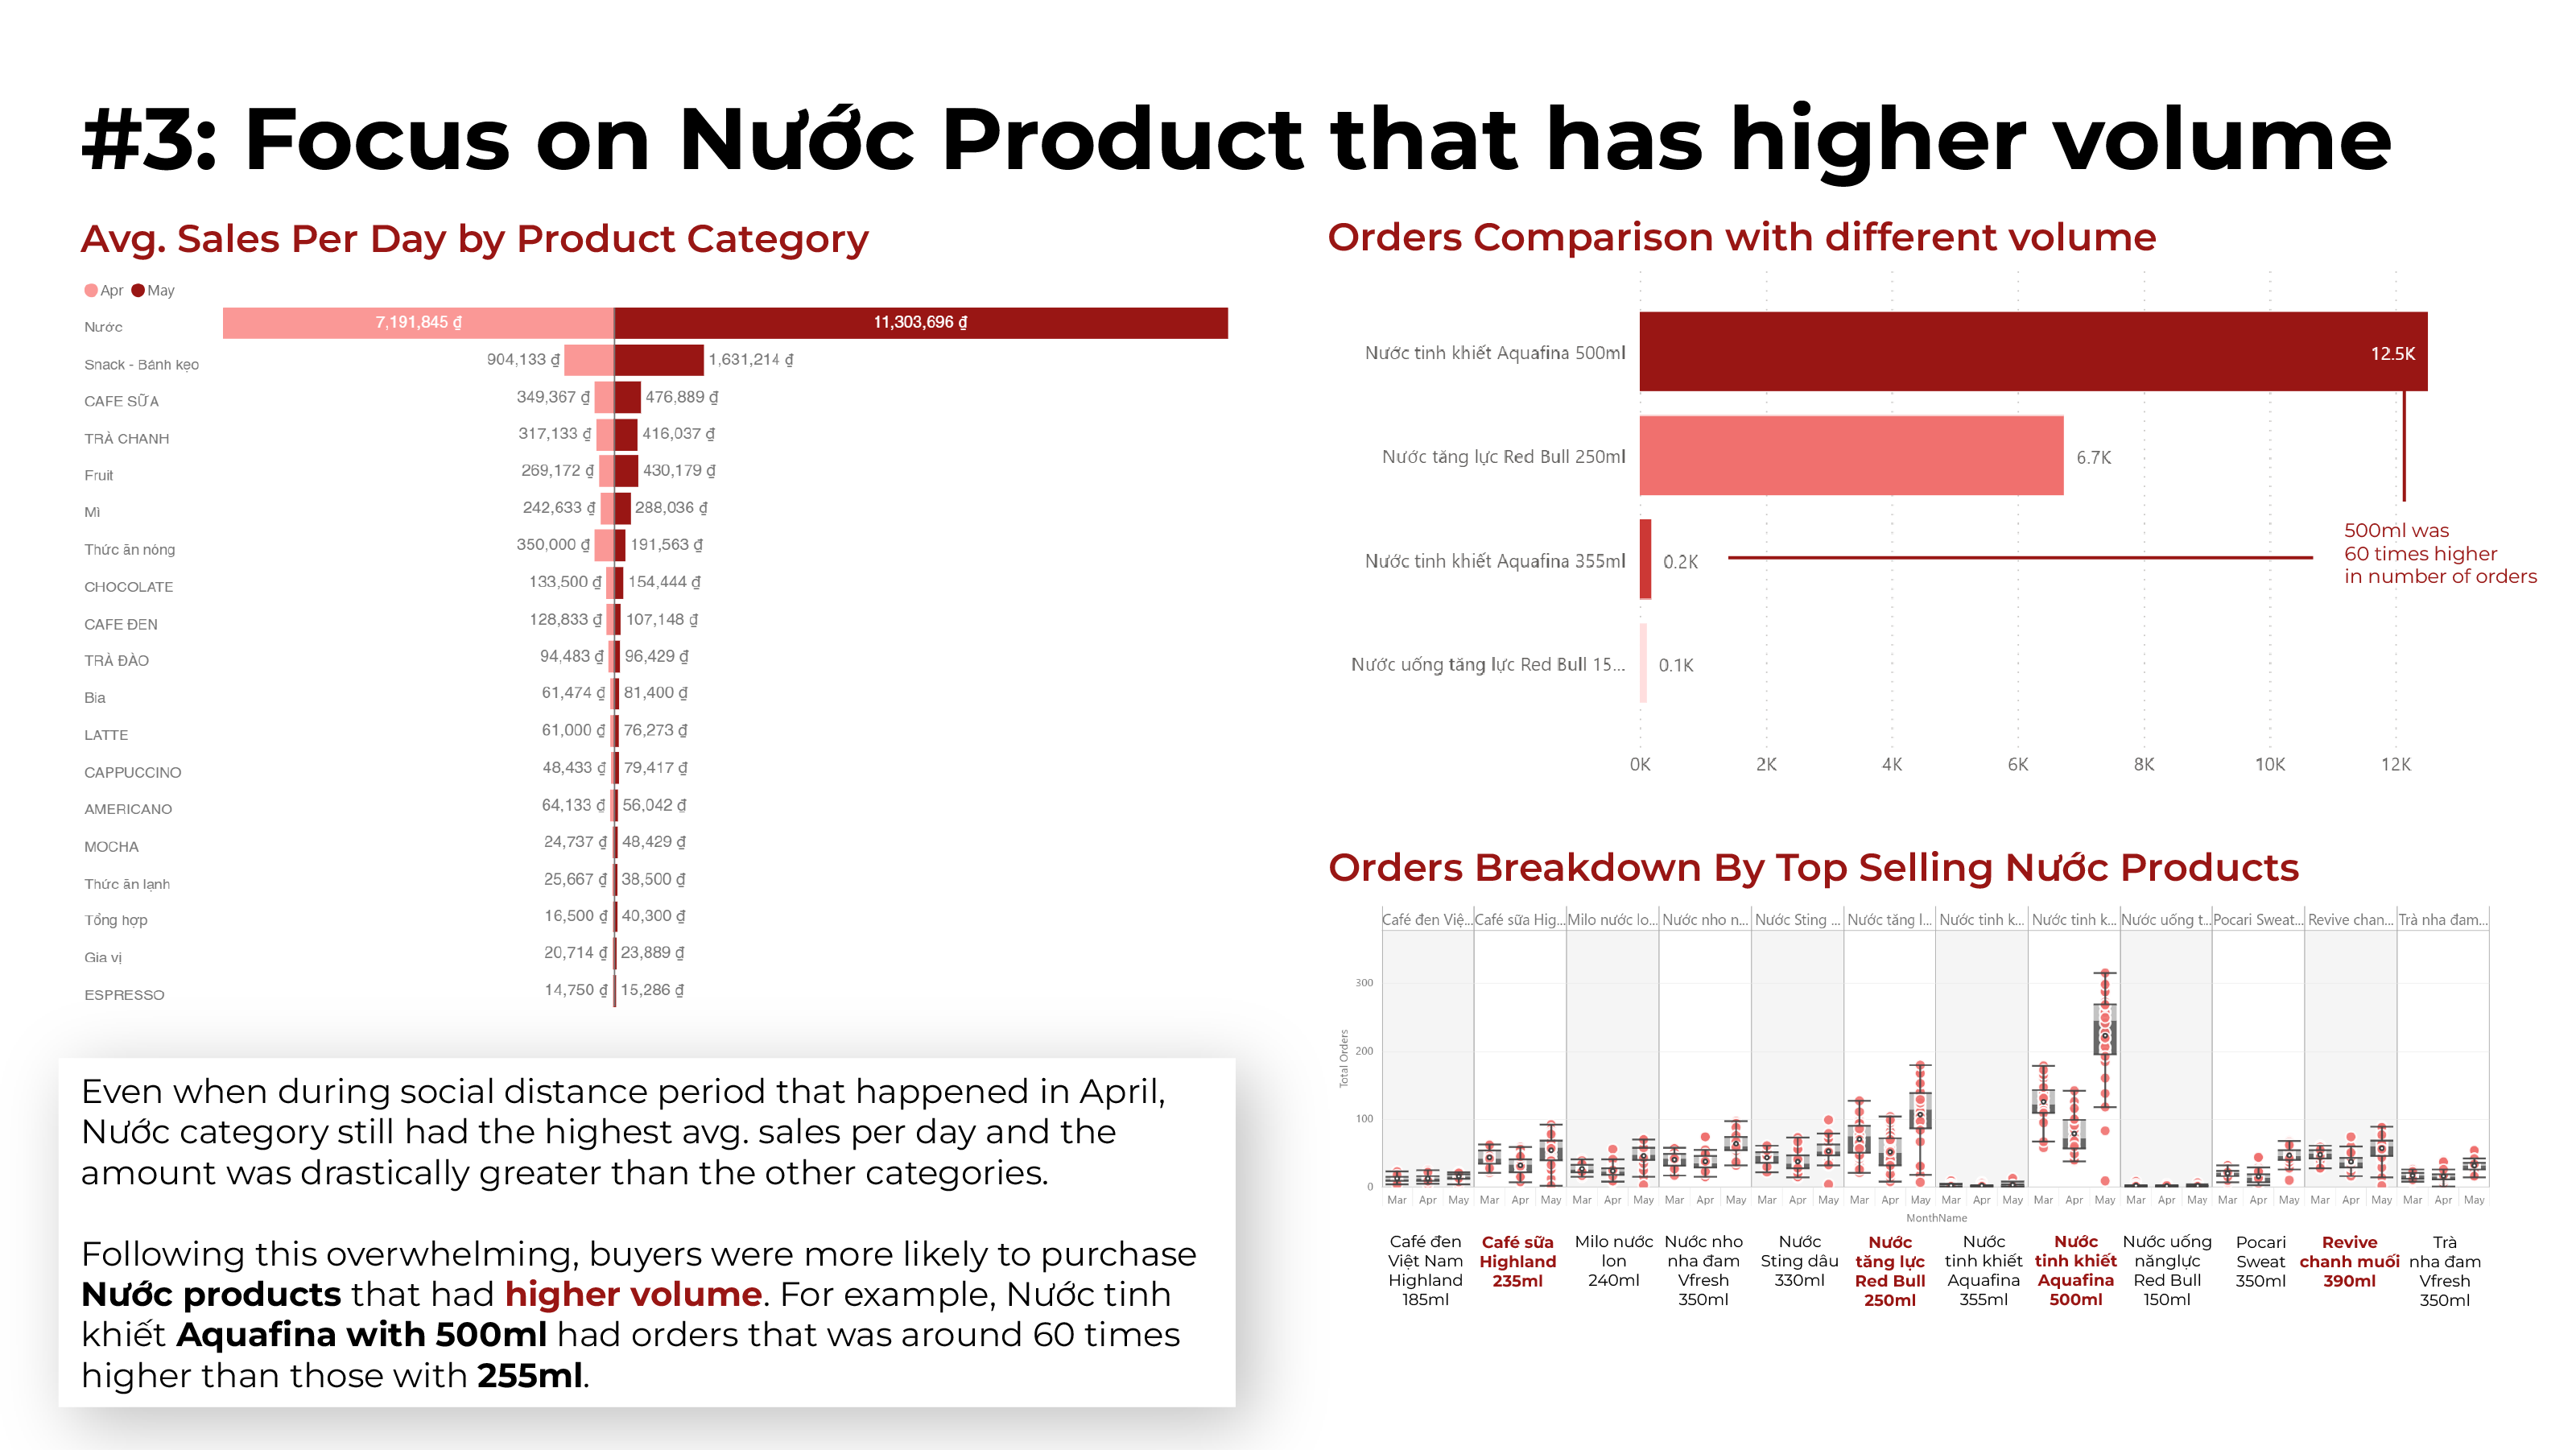 #3: Focus on Nước Product that has higher volume
Avg. Sales Per Day by Product Category
Apr May
Nước 7,191,845 ₫ 11,303,696 ₫
Snack - Bánh kẹo 904,133 ₫ 1,631,214 ₫
CAFE SỮA 349,367 ₫ 476,889 ₫
TRÀ CHANH 317,133 ₫ 416,037 ₫
Fruit 269,172 ₫ 430,179 ₫
Mì 242,633 ₫ 288,036 ₫
Thức ăn nóng 350,000 ₫ 191,563 ₫
CHOCOLATE 133,500 ₫ 154,444 ₫
CAFE ĐEN 128,833 ₫ 107,148 ₫
TRÀ ĐÀO 94,483 ₫ 96,429 ₫
Bia 61,474 ₫ 81,400 ₫
LATTE 61,000 ₫ 76,273 ₫
CAPPUCCINO 48,433 ₫ 79,417 ₫
AMERICANO 64,133 ₫ 56,042 ₫
MOCHA 24,737 ₫ 48,429 ₫
Thức ăn lạnh 25,667 ₫ 38,500 ₫
Tổng hợp 16,500 ₫ 40,300 ₫
Gia vị 20,714 ₫ 23,889 ₫
ESPRESSO 14,750 ₫ 15,286 ₫
Even when during social distance period that happened in April,
Nước category still had the highest avg. sales per day and the
amount was drastically greater than the other categories.
Following this overwhelming, buyers were more likely to purchase
Nước products that had higher volume. For example, Nước tinh
khiết Aquafina with 500ml had orders that was around 60 times
higher than those with 255ml.
Orders Comparison with different volume
Nước tinh khiết Aquafina 500ml 12.5K
Nước tăng lực Red Bull 250ml 6.7K
Nước tinh khiết Aquafina 355ml 0.2K
Nước uống tăng lực Red Bull 15... 0.1K
500ml was
60 times higher
in number of orders
0K 2K 4K 6K 8K 10K 12K
Orders Breakdown By Top Selling Nước Products
Café đen Việ... Café sữa Hig... Milo nước lo... Nước nho n... Nước Sting ... Nước tăng l... Nước tinh k... Nước tinh k... Nước uống t... Pocari Sweat... Revive chan... Trà nha đam...
Total Orders
300
200
100
0
Mar Apr May Mar Apr May Mar Apr May Mar Apr May Mar Apr May Mar Apr May Mar Apr May Mar Apr May Mar Apr May Mar Apr May Mar Apr May Mar Apr May
MonthName
Café đen Café sữa Milo nước Nước nho Nước Nước Nước Nước Nước uống Pocari Revive Trà
Việt Nam Highland lon nha đam Sting dâu tăng lực tinh khiết tinh khiết nănglực Sweat chanh muối nha đam
Highland 235ml 240ml Vfresh 330ml Red Bull Aquafina Aquafina Red Bull 350ml 390ml Vfresh
185ml 350ml 250ml 355ml 500ml 150ml 350ml